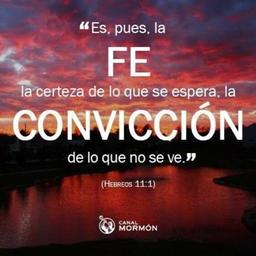 “Es, pues, la
FE
la certeza de lo que se espera, la
CONVICCIÓN
de lo que no se ve.”
(HEBREOS 11:1)
CANAL
MORMÓN